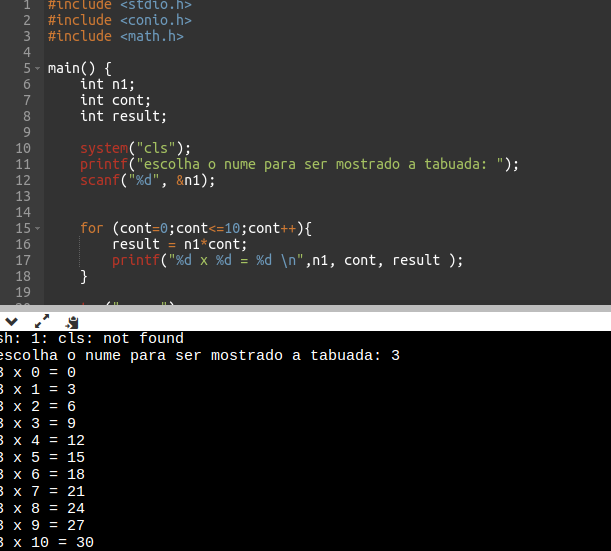 1 #include <stdio.h>
2 #include <conio.h>
3 #include <math.h>
4
5 main() {
6 int n1;
7 int cont;
8 int result;
9
10 system("cls");
11 printf("escolha o nume para ser mostrado a tabuada: ");
12 scanf("%d", &n1);
13
14
15 for (cont=0;cont<=10;cont++){
16 result = n1*cont;
17 printf("%d x %d = %d \n",n1, cont, result );
18 }
19
sh: 1: cls: not found
escolha o nume para ser mostrado a tabuada: 3
3 x 0 = 0
3 x 1 = 3
3 x 2 = 6
3 x 3 = 9
3 x 4 = 12
3 x 5 = 15
3 x 6 = 18
3 x 7 = 21
3 x 8 = 24
3 x 9 = 27
3 x 10 = 30